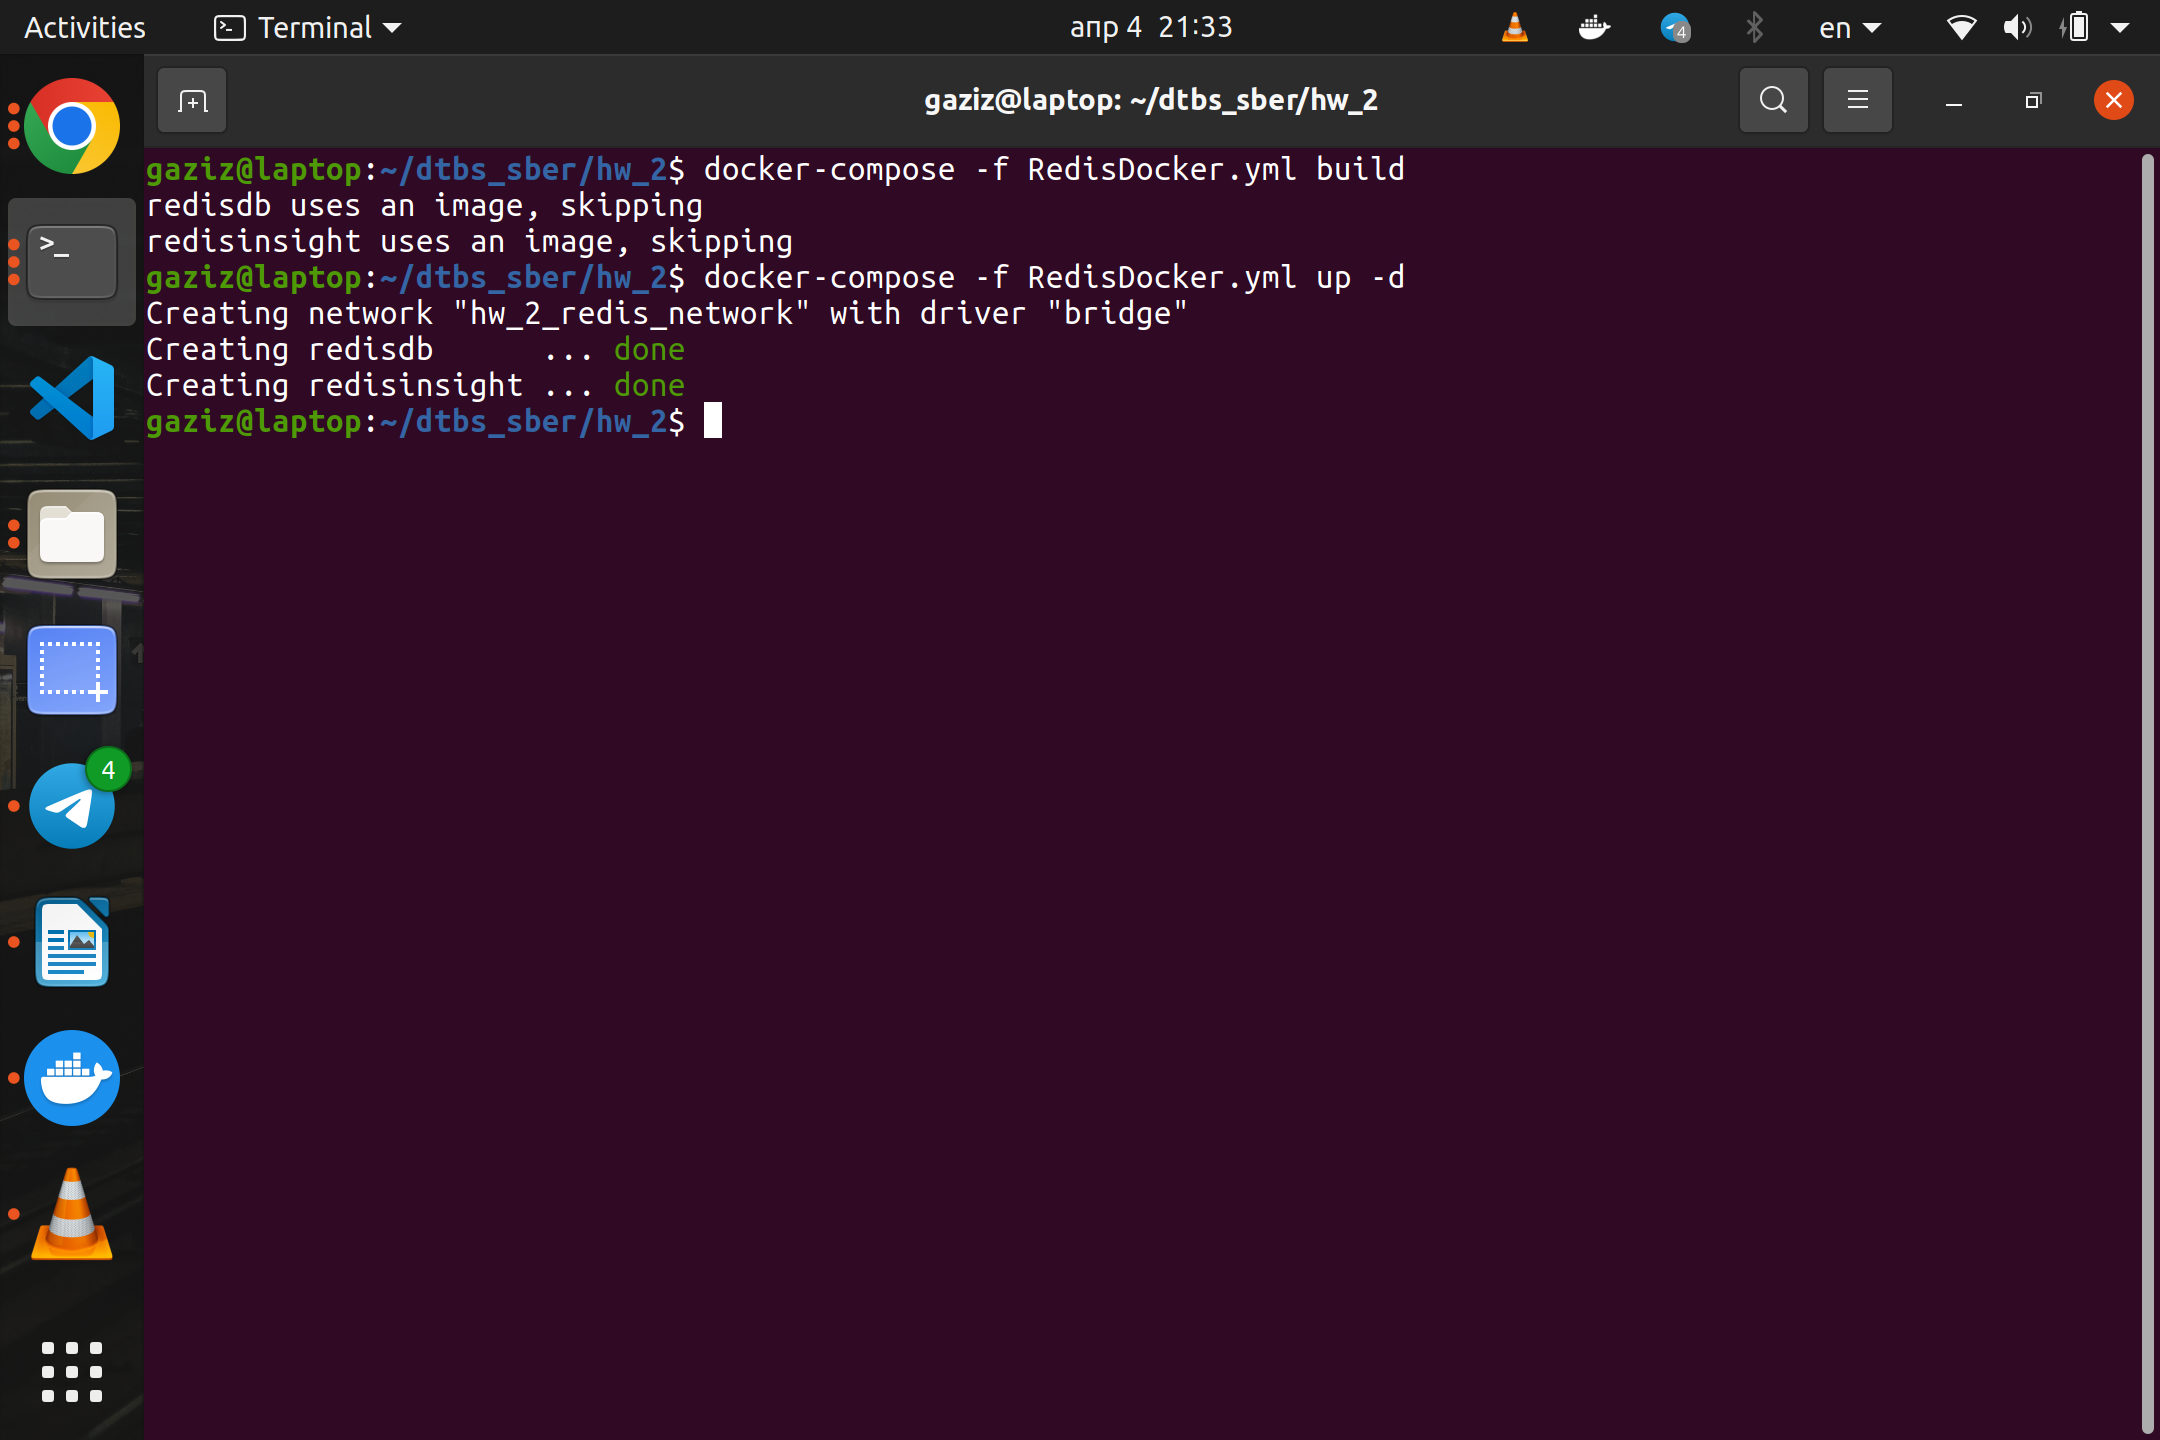 Activities Terminal апр 4 21:33 4 en
gaziz@laptop: ~/dtbs_sber/hw_2
gaziz@laptop:~/dtbs_sber/hw_2$ docker-compose -f RedisDocker.yml build
redisdb uses an image, skipping
redisinsight uses an image, skipping
gaziz@laptop:~/dtbs_sber/hw_2$ docker-compose -f RedisDocker.yml up -d
Creating network "hw_2_redis_network" with driver "bridge"
Creating redisdb      ... done
Creating redisinsight ... done
gaziz@laptop:~/dtbs_sber/hw_2$
>_
4